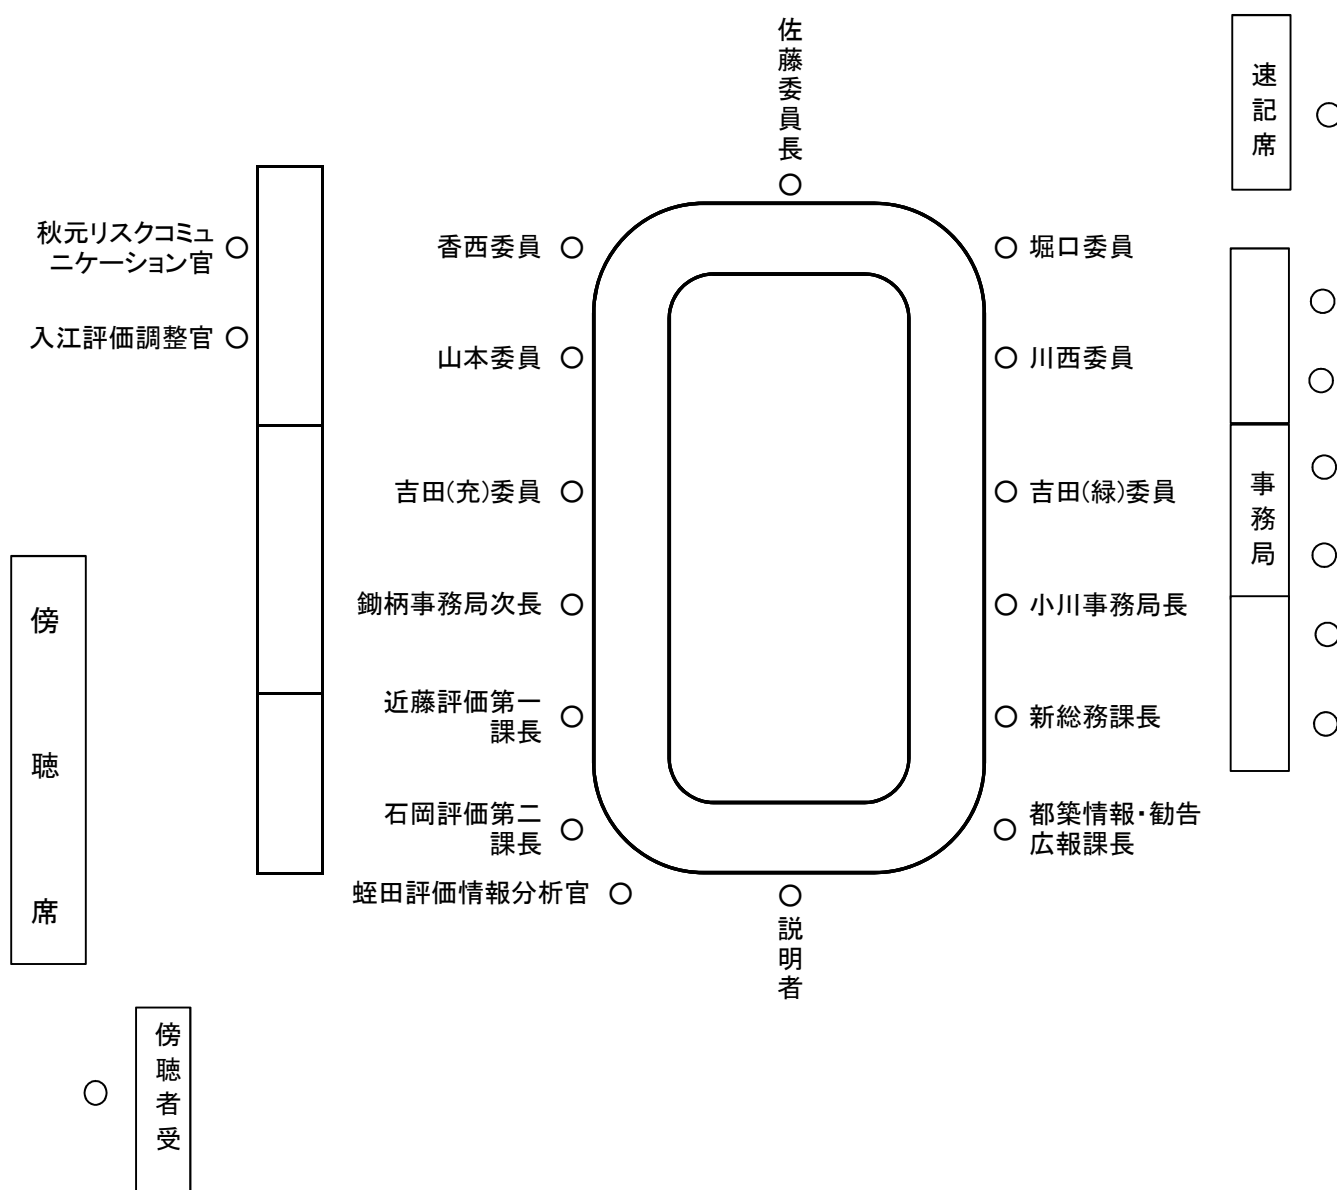 佐藤委員長
速記席
秋元リスクコミュ
ニケーション官
香西委員
堀口委員
入江評価調整官
山本委員
川西委員
吉田(充)委員
吉田(緑)委員
事務局
鋤柄事務局次長
小川事務局長
傍聴席
近藤評価第一
課長
新総務課長
石岡評価第二
課長
都築情報・勧告
広報課長
蛭田評価情報分析官
説明者
傍聴者受